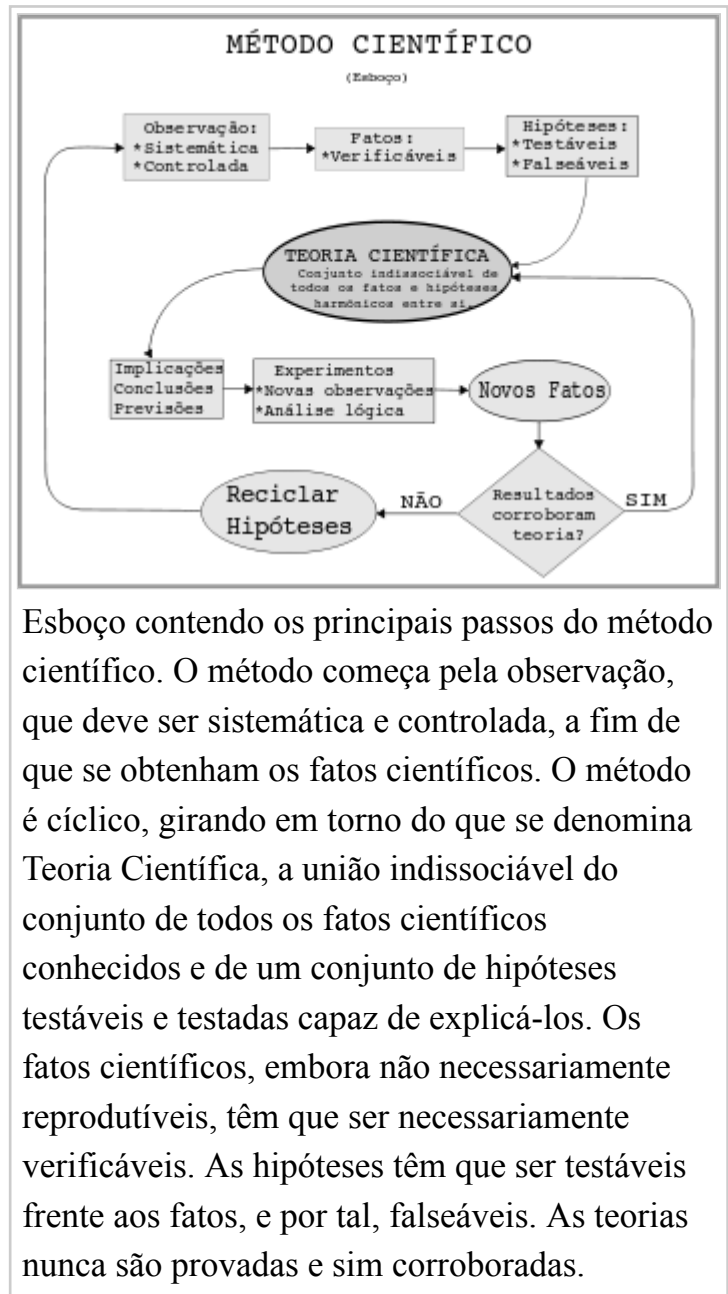 MÉTODO CIENTÍFICO
(Esboço)
Observação:
*Sistemática
*Controlada
Fatos:
*Verificáveis
Hipóteses:
*Testáveis
*Falseáveis
TEORIA CIENTÍFICA
Conjunto indissociável de
todos os fatos e hipóteses
harmônicos entre si.
Implicações
Conclusões
Previsões
Experimentos
*Novas observações
*Análise lógica
Novos Fatos
Resultados
corroboram
teoria?
SIM
NÃO
Reciclar
Hipóteses
Esboço contendo os principais passos do método
científico. O método começa pela observação,
que deve ser sistemática e controlada, a fim de
que se obtenham os fatos científicos. O método
é cíclico, girando em torno do que se denomina
Teoria Científica, a união indissociável do
conjunto de todos os fatos científicos
conhecidos e de um conjunto de hipóteses
testáveis e testadas capaz de explicá-los. Os
fatos científicos, embora não necessariamente
reprodutíveis, têm que ser necessariamente
verificáveis. As hipóteses têm que ser testáveis
frente aos fatos, e por tal, falseáveis. As teorias
nunca são provadas e sim corroboradas.